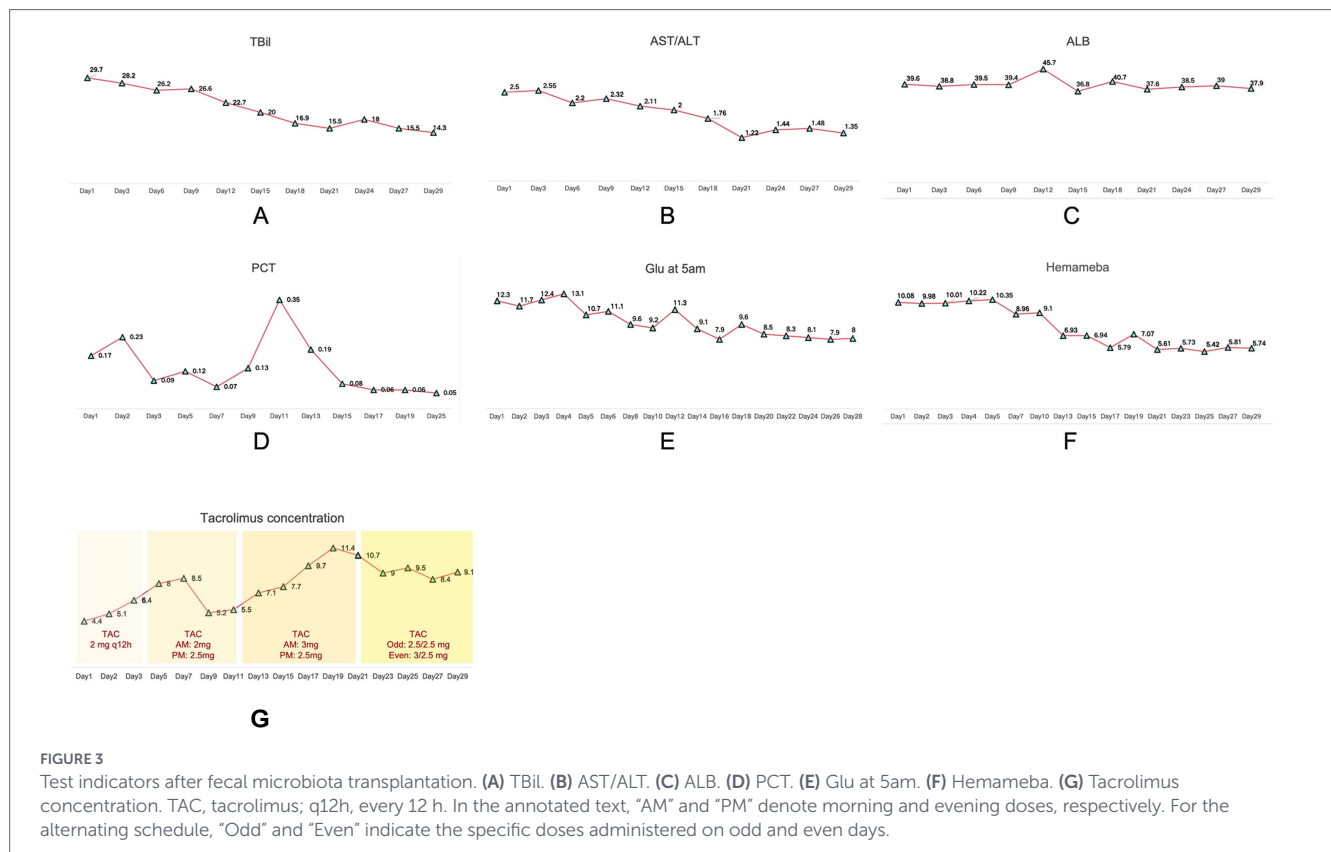 TBil
29.7
28.2
26.2
26.6
22.7
20
16.9
15.5
18
15.5
14.3
Day1 Day3 Day6 Day9 Day12 Day15 Day18 Day21 Day24 Day27 Day29
A
AST/ALT
2.5
2.55
2.2
2.32
2.11
2
1.76
1.22
1.44
1.48
1.35
Day1 Day3 Day6 Day9 Day12 Day15 Day18 Day21 Day24 Day27 Day29
B
ALB
39.6
38.8
39.5
39.4
45.7
36.8
40.7
37.6
38.5
39
37.9
Day1 Day3 Day6 Day9 Day12 Day15 Day18 Day21 Day24 Day27 Day29
C
PCT
0.17
0.23
0.09
0.12
0.07
0.13
0.35
0.19
0.08
0.06
0.06
0.05
Day1 Day2 Day3 Day5 Day7 Day9 Day11 Day13 Day15 Day17 Day19 Day25
D
Glu at 5am
12.3
11.7
12.4
13.1
10.7
11.1
9.6
9.2
11.3
9.1
7.9
9.6
8.5
8.3
8.1
7.9
8
Day1 Day2 Day3 Day4 Day5 Day6 Day8 Day10 Day12 Day14 Day16 Day18 Day20 Day22 Day24 Day26 Day28
E
Hemameba
10.08
9.98
10.01
10.22
10.35
8.96
9.1
6.93
6.94
5.79
7.07
5.61
5.73
5.42
5.81
5.74
Day1 Day2 Day3 Day4 Day5 Day7 Day10 Day13 Day15 Day17 Day19 Day21 Day23 Day25 Day27 Day29
F
Tacrolimus concentration
4.4
5.1
6.4
8
8.5
5.2
5.5
7.1
7.7
9.7
11.4
10.7
9
9.5
8.4
9.1
TAC
2 mg q12h
TAC
AM: 2mg
PM: 2.5mg
TAC
AM: 3mg
PM: 2.5mg
TAC
Odd: 2.5/2.5 mg
Even: 3/2.5 mg
Day1 Day2 Day3 Day5 Day7 Day9 Day11 Day13 Day15 Day17 Day19 Day21 Day23 Day25 Day27 Day29
G
FIGURE 3
Test indicators after fecal microbiota transplantation. (A) TBil. (B) AST/ALT. (C) ALB. (D) PCT. (E) Glu at 5am. (F) Hemameba. (G) Tacrolimus
concentration. TAC, tacrolimus; q12h, every 12 h. In the annotated text, “AM” and “PM” denote morning and evening doses, respectively. For the
alternating schedule, “Odd” and “Even” indicate the specific doses administered on odd and even days.